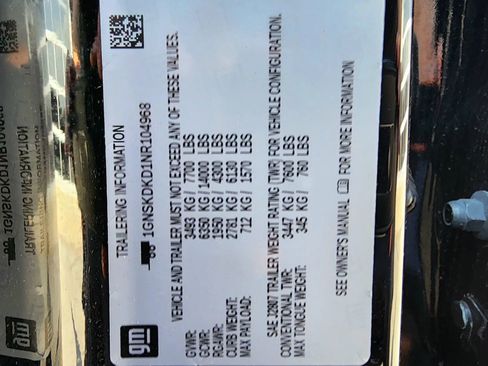 gm
TRAILERING INFORMATION
1GNSKDKD1NR104968
VEHICLE AND TRAILER MUST NOT EXCEED ANY OF THESE VALUES.
GVWR: 3493 KG / 7700 LBS
GCWR: 6350 KG / 14000 LBS
RGAWR: 1950 KG / 4300 LBS
CURB WEIGHT: 2781 KG / 6130 LBS
MAX PAYLOAD: 712 KG / 1570 LBS
SAE J2807 TRAILER WEIGHT RATING (TWR) FOR VEHICLE CONFIGURATION.
CONVENTIONAL TWR: 3447 KG / 7600 LBS
MAX TONGUE WEIGHT: 345 KG / 760 LBS
SEE OWNER'S MANUAL FOR MORE INFORMATION